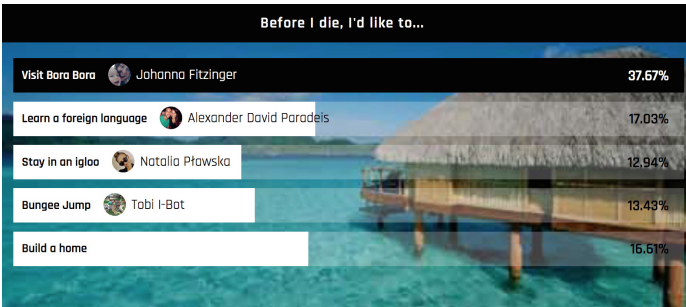 Before I die, I'd like to...
Visit Bora Bora Johanna Fitzinger 37.67%
Learn a foreign language Alexander David Paradeis 17.03%
Stay in an igloo Natalia Pławska 12.94%
Bungee Jump Tobi I-Bot 13.43%
Build a home 16.61%